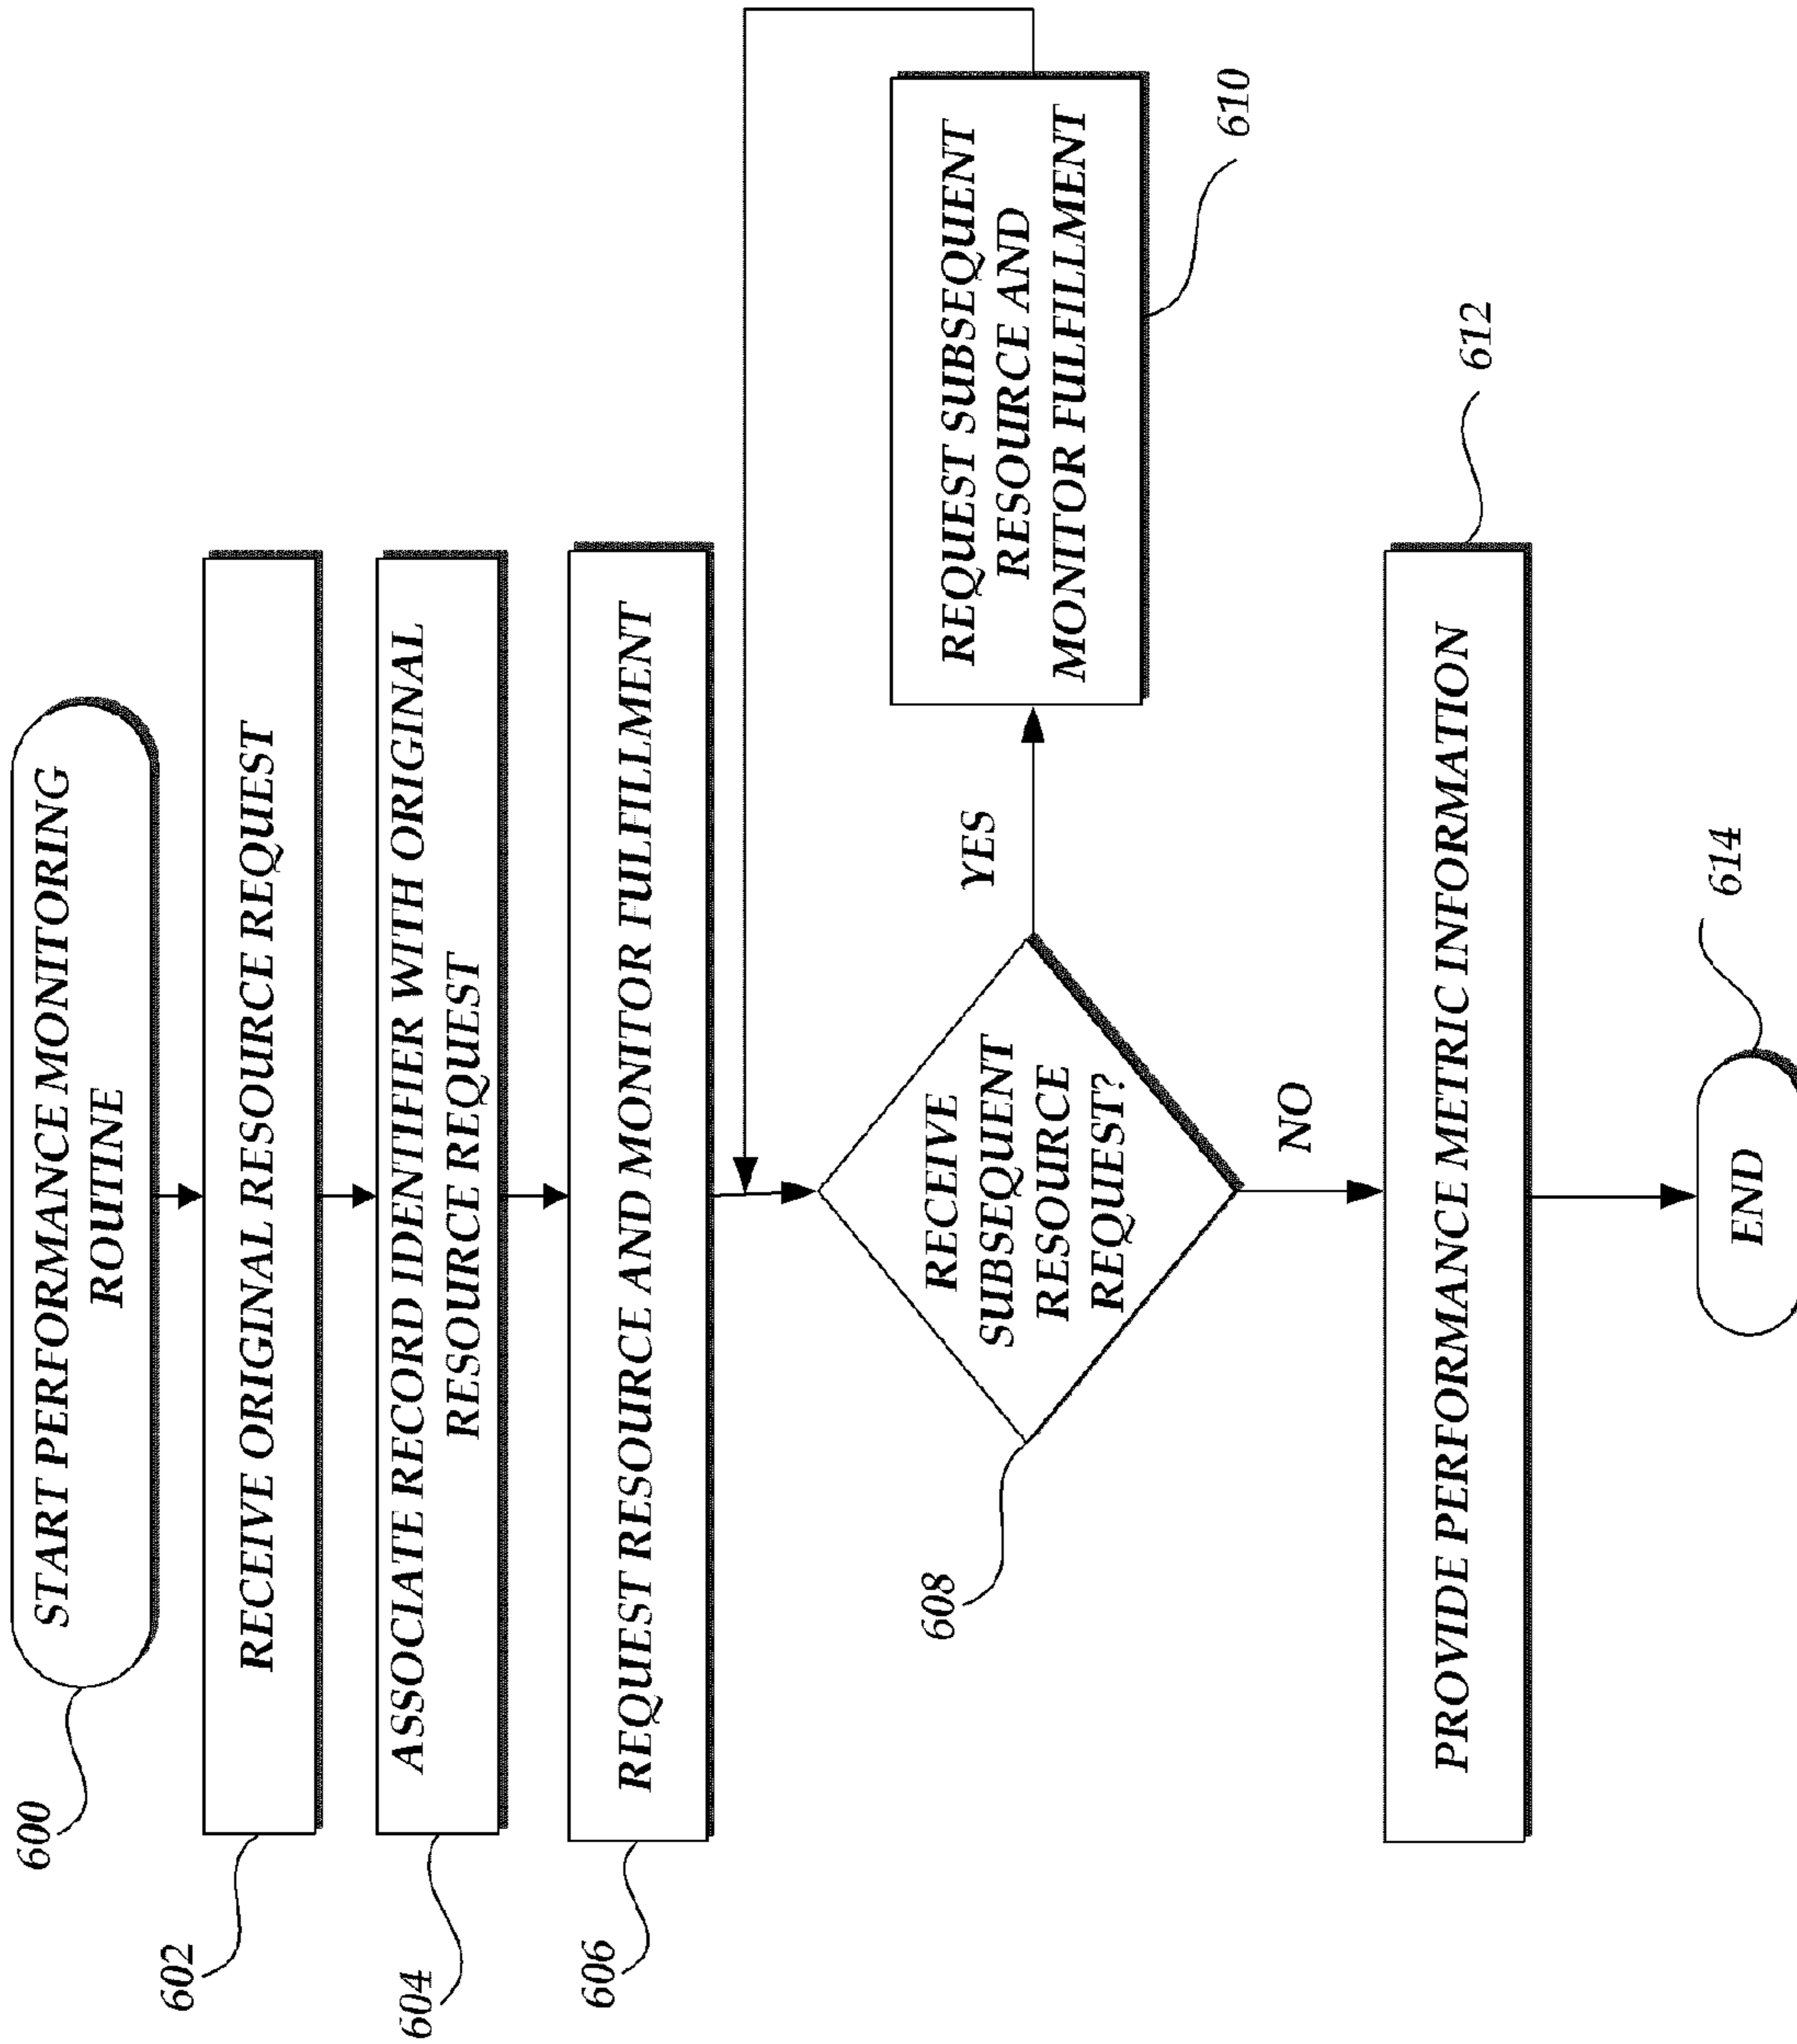 600
START PERFORMANCE MONITORING
ROUTINE
602
RECEIVE ORIGINAL RESOURCE REQUEST
604
ASSOCIATE RECORD IDENTIFIER WITH ORIGINAL
RESOURCE REQUEST
606
REQUEST RESOURCE AND MONITOR FULFILLMENT
608
RECEIVE
SUBSEQUENT
RESOURCE
REQUEST?
YES
REQUEST SUBSEQUENT
RESOURCE AND
MONITOR FULFILLMENT
610
NO
612
PROVIDE PERFORMANCE METRIC INFORMATION
614
END